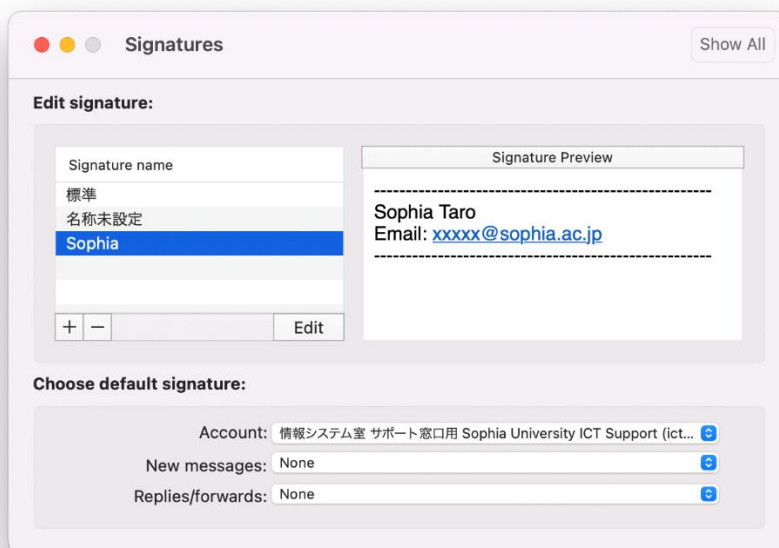 Signatures
Show All
Edit signature:
Signature name
標準
名称未設定
Sophia
+ − Edit
Signature Preview
------------------------------------------------------
Sophia Taro
Email: xxxxx@sophia.ac.jp
------------------------------------------------------
Choose default signature:
Account: 情報システム室 サポート窓口用 Sophia University ICT Support (ict...
New messages: None
Replies/forwards: None